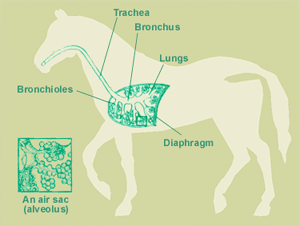 Trachea
Bronchus
Lungs
Bronchioles
Diaphragm
An air sac
(alveolus)